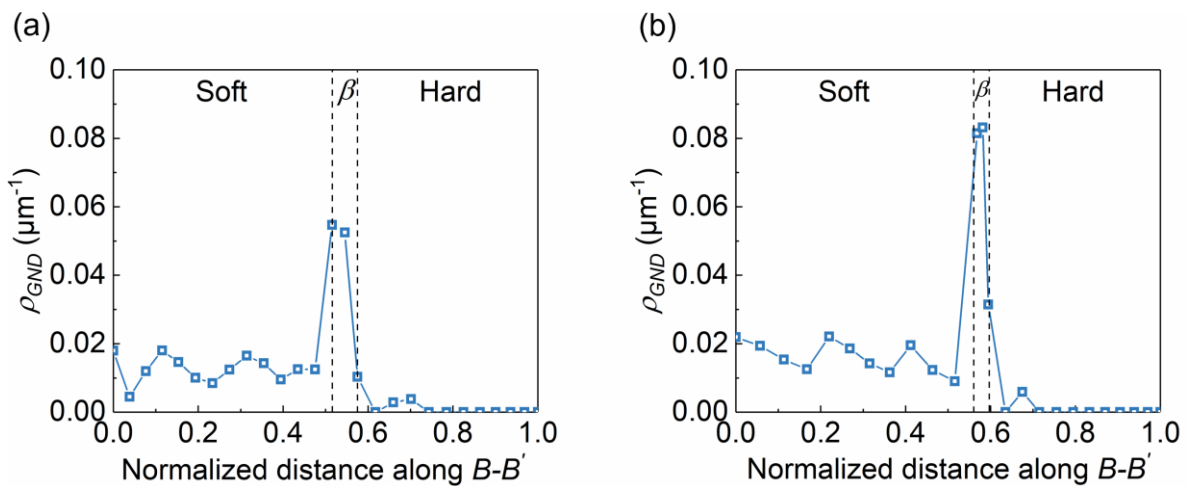 (a)
(b)
Soft β Hard
0.10
0.08
0.06
0.04
0.02
0.00
ρGND (μm⁻¹)
0.0 0.2 0.4 0.6 0.8 1.0
Normalized distance along B-B'
Soft β Hard
0.10
0.08
0.06
0.04
0.02
0.00
ρGND (μm⁻¹)
0.0 0.2 0.4 0.6 0.8 1.0
Normalized distance along B-B'